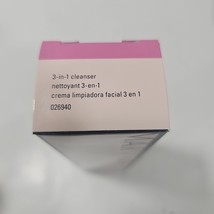 3-in-1 cleanser
nettoyant 3-en-1
crema limpiadora facial 3 en 1
026940